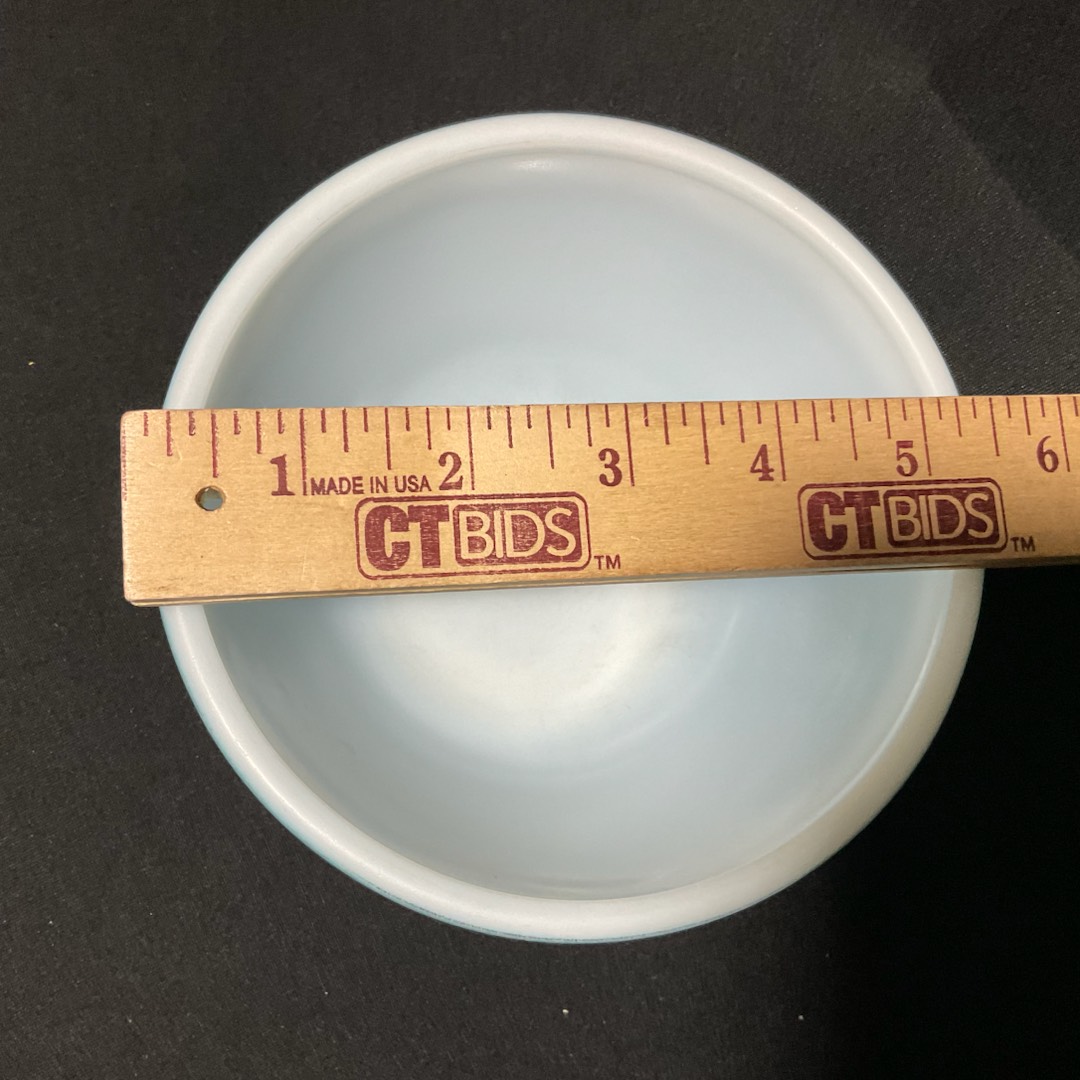 1 2 3 4 5 6
MADE IN USA
CTBIDS™ CTBIDS™